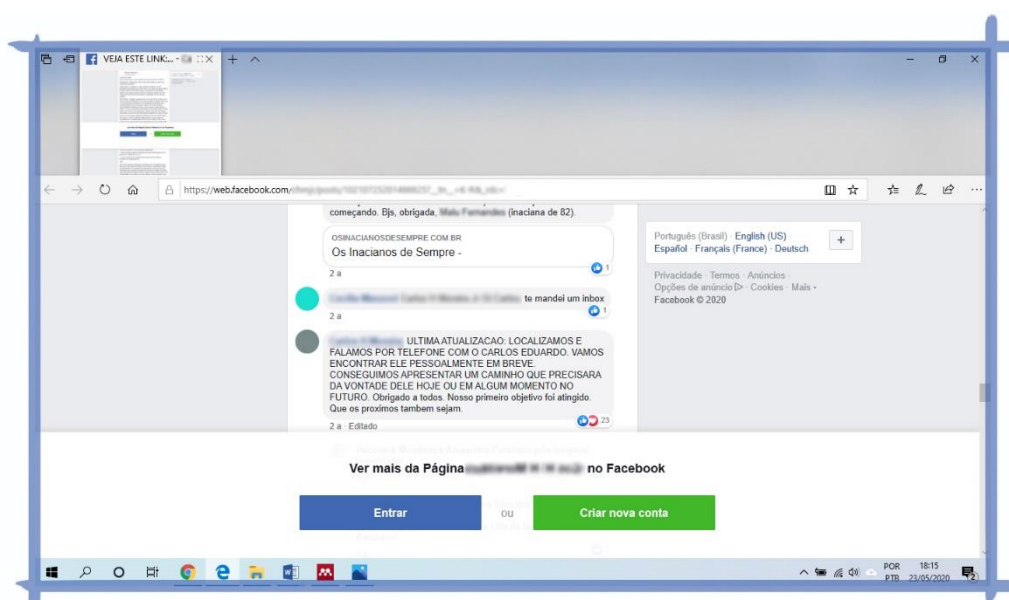 VEJA ESTE LINK:... -
https://web.facebook.com/
começando. Bjs, obrigada, (inaciana de 82).
OSINACIANOSDESEMPRE.COM.BR
Os Inacianos de Sempre -
2 a
1
te mandei um inbox
2 a
1
ULTIMA ATUALIZACAO: LOCALIZAMOS E
FALAMOS POR TELEFONE COM O CARLOS EDUARDO. VAMOS
ENCONTRAR ELE PESSOALMENTE EM BREVE.
CONSEGUIMOS APRESENTAR UM CAMINHO QUE PRECISARA
DA VONTADE DELE HOJE OU EM ALGUM MOMENTO NO
FUTURO. Obrigado a todos. Nosso primeiro objetivo foi atingido.
Que os proximos tambem sejam.
2 a Editado
23
Português (Brasil) · English (US) ·
Español · Français (France) · Deutsch
Privacidade · Termos · Anúncios ·
Opções de anúncio · Cookies · Mais
Facebook © 2020
Ver mais da Página no Facebook
Entrar
ou
Criar nova conta
POR
PTB
18:15
23/05/2020
2